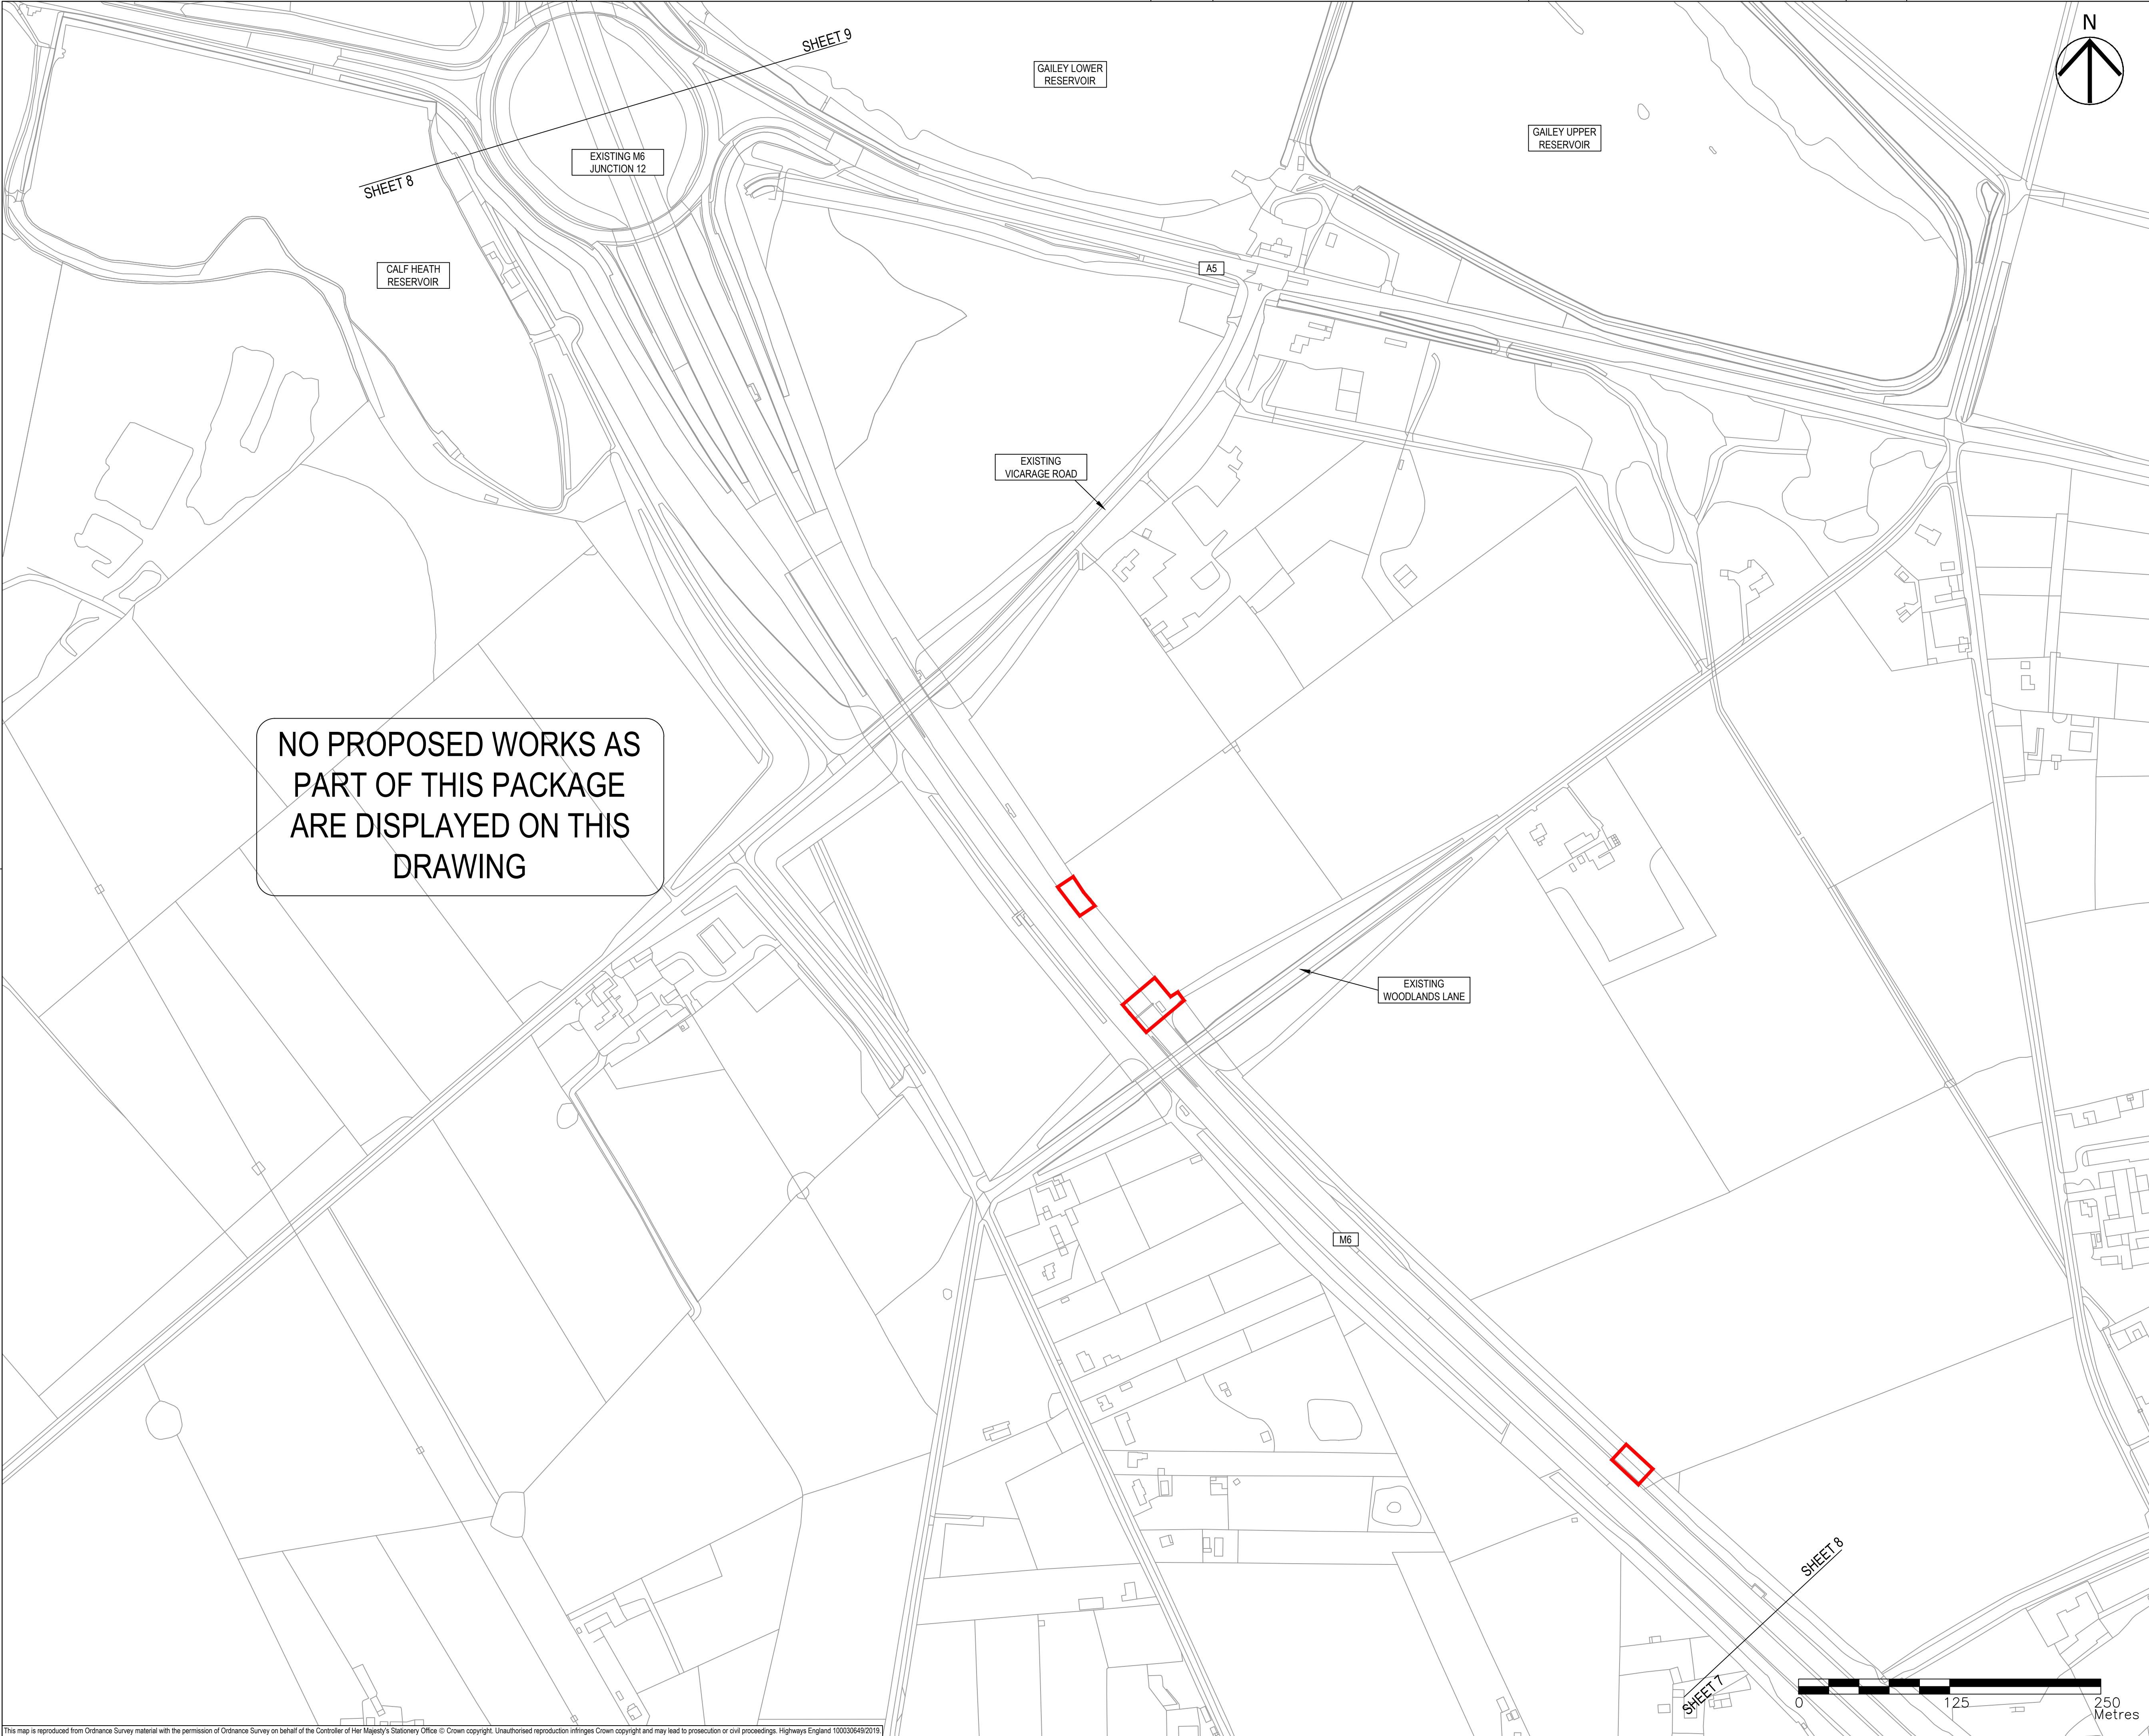 SHEET 9
SHEET 8
N
GAILEY LOWER
RESERVOIR
GAILEY UPPER
RESERVOIR
EXISTING M6
JUNCTION 12
CALF HEATH
RESERVOIR
A5
EXISTING
VICARAGE ROAD
NO PROPOSED WORKS AS
PART OF THIS PACKAGE
ARE DISPLAYED ON THIS
DRAWING
EXISTING
WOODLANDS LANE
M6
SHEET 8
SHEET 7
0 125 250
Metres
This map is reproduced from Ordnance Survey material with the permission of Ordnance Survey on behalf of the Controller of Her Majesty's Stationery Office © Crown copyright. Unauthorised reproduction infringes Crown copyright and may lead to prosecution or civil proceedings. Highways England 100030649/2019.